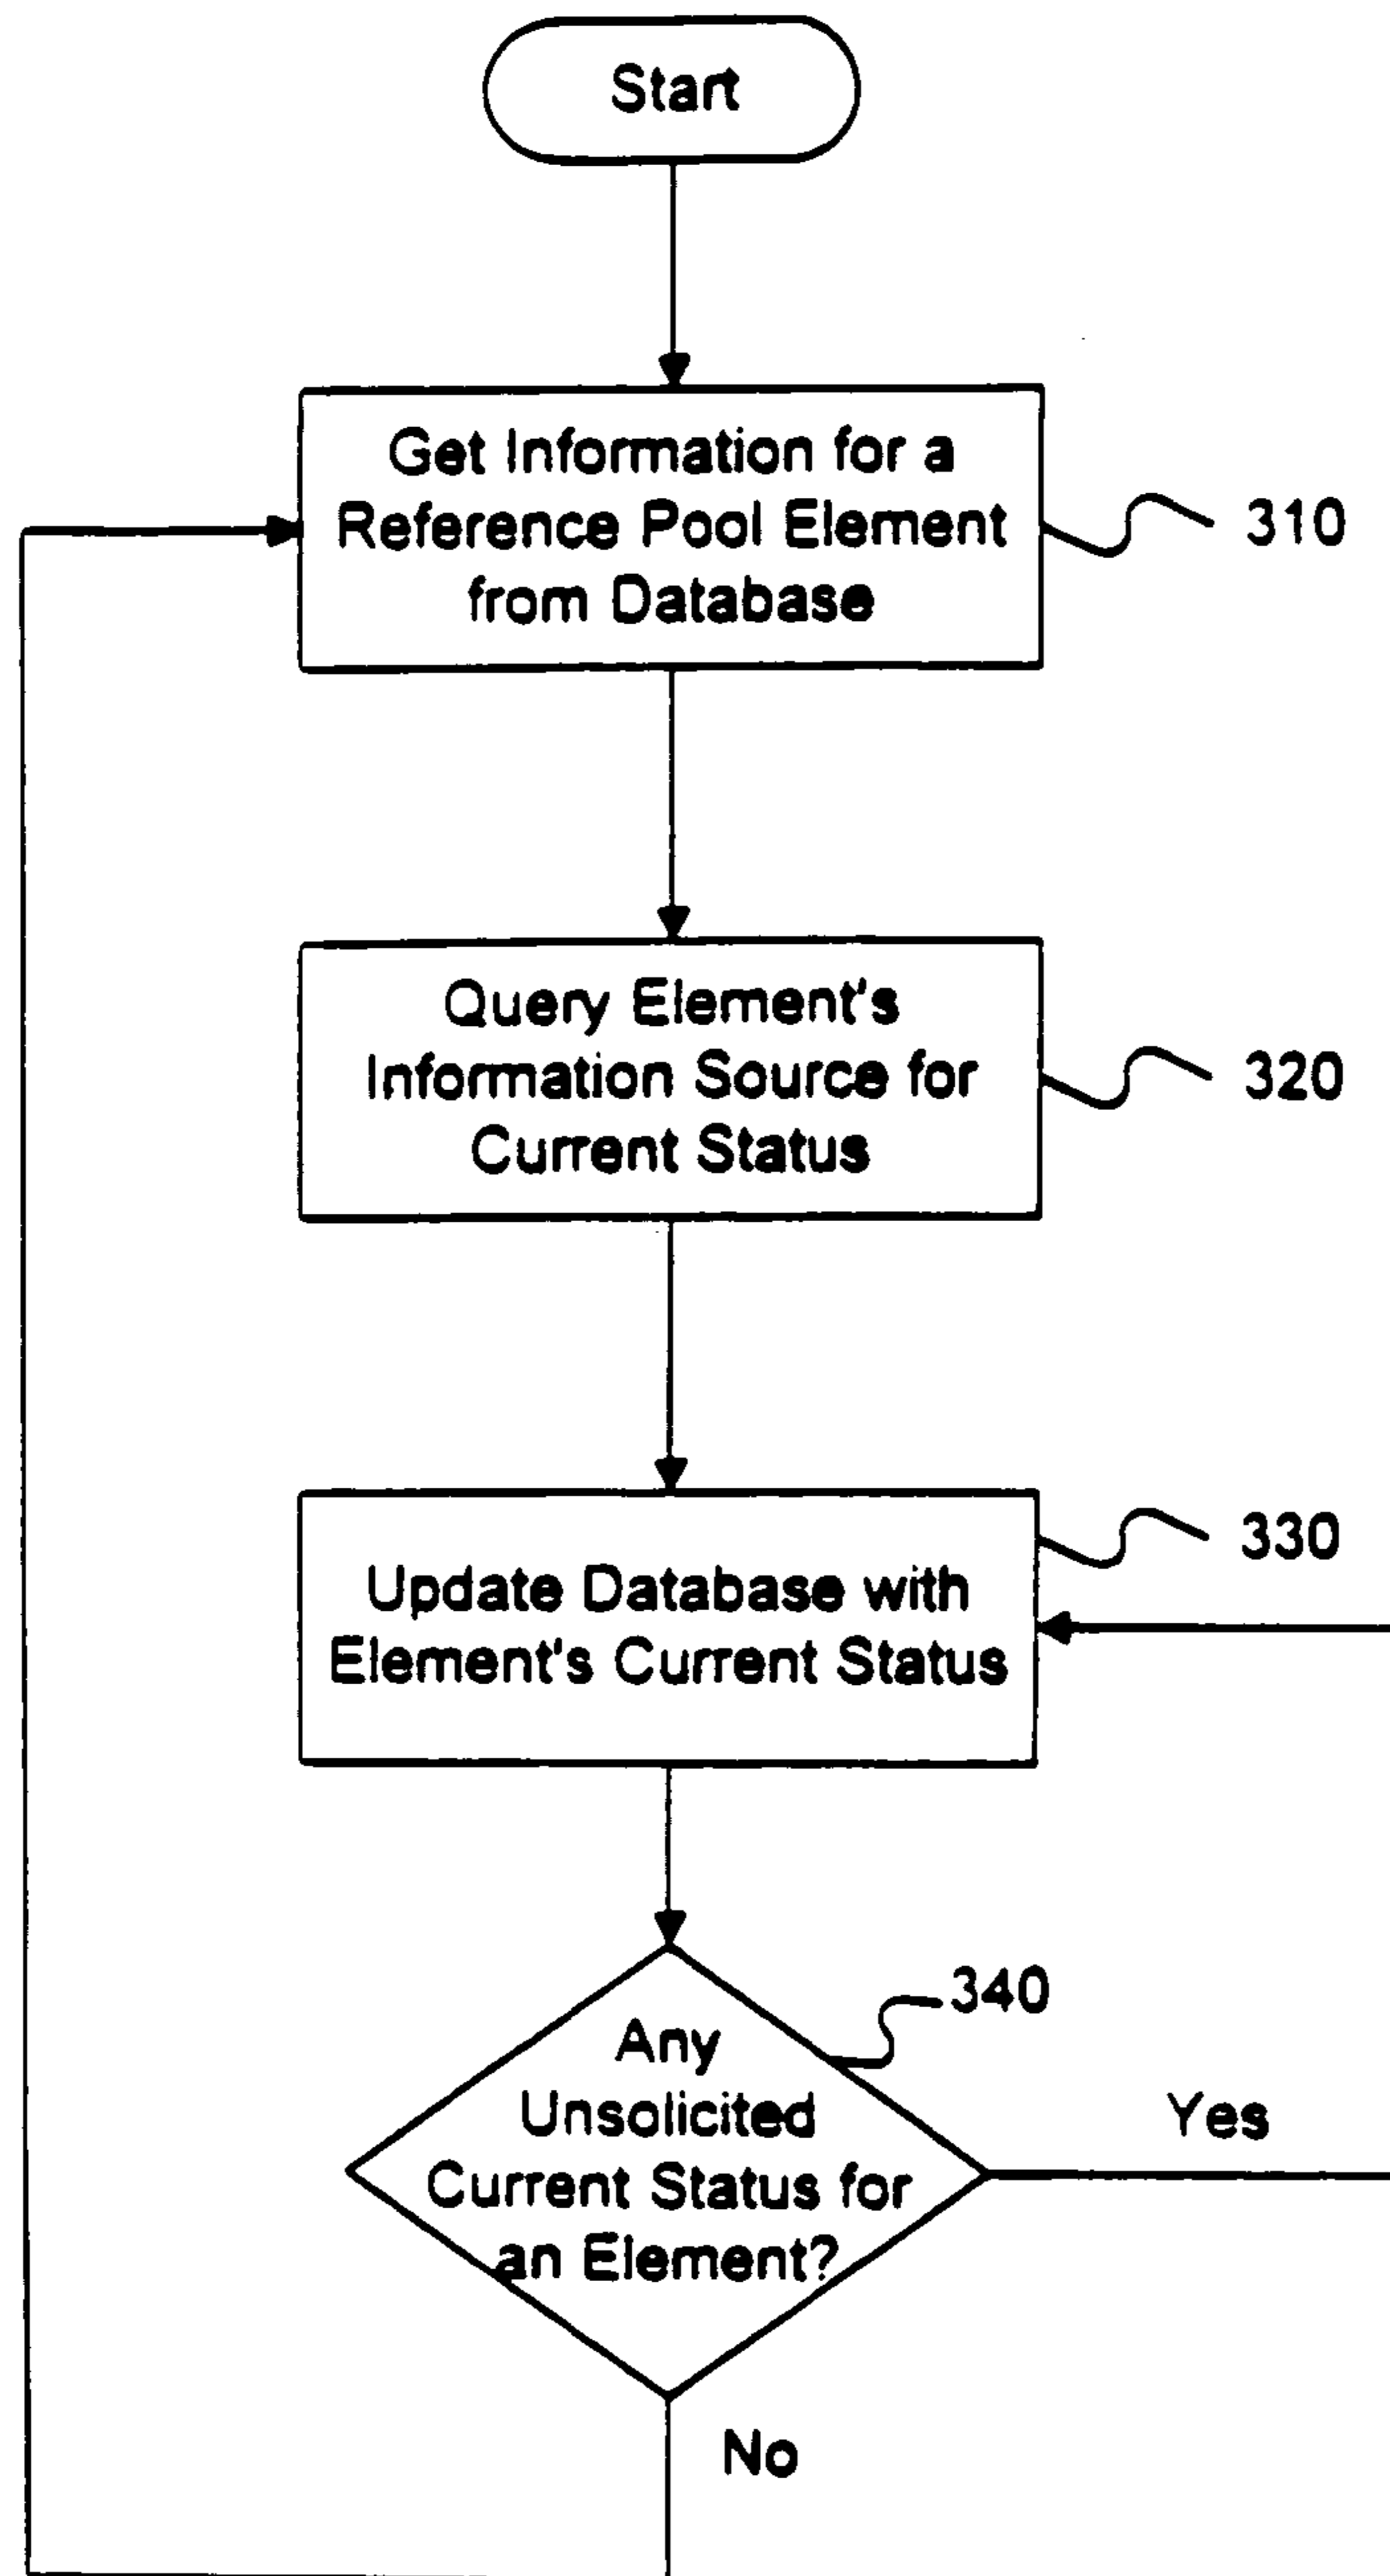 Start
Get Information for a
Reference Pool Element
from Database
310
Query Element's
Information Source for
Current Status
320
330
Update Database with
Element's Current Status
340
Any
Unsolicited
Current Status for
an Element?
Yes
No